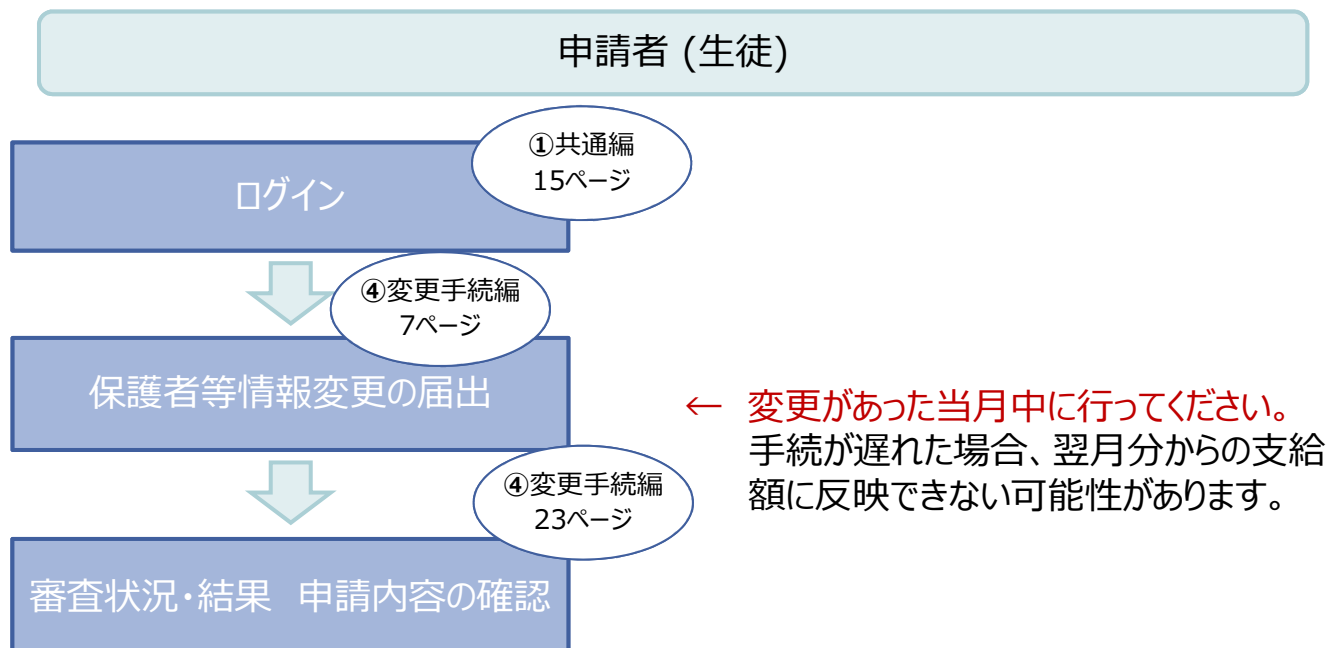 申請者 (生徒)
①共通編
15ページ
ログイン
④変更手続編
7ページ
保護者等情報変更の届出
← 変更があった当月中に行ってください。
手続が遅れた場合、翌月分からの支給
額に反映できない可能性があります。
④変更手続編
23ページ
審査状況・結果　申請内容の確認